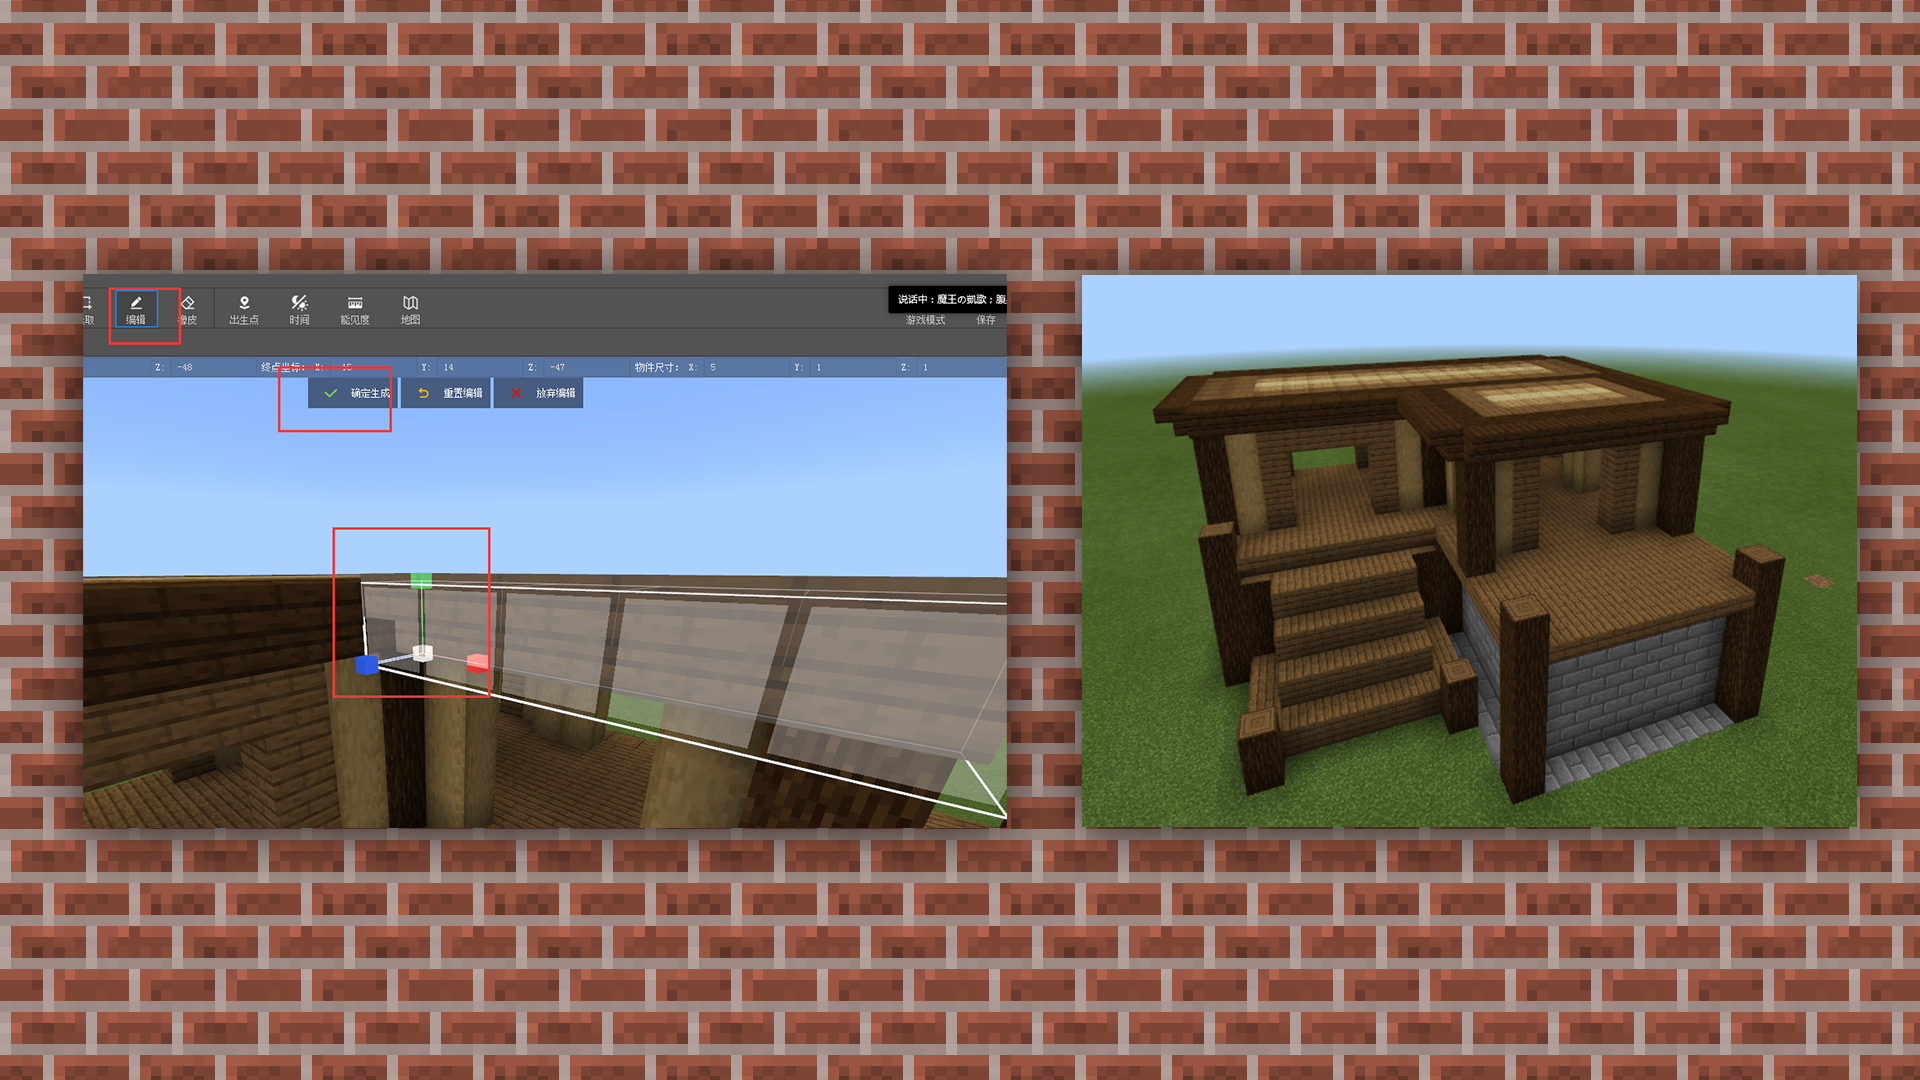 说话中：魔王の凱歌；
编辑 出生点 时间 能见度 地图 游戏模式 保存
Z: -48 终点坐标: X: 15 Y: 14 Z: -47 物件尺寸: X: 5 Y: 1 Z: 1
确定生成 重置编辑 放弃编辑